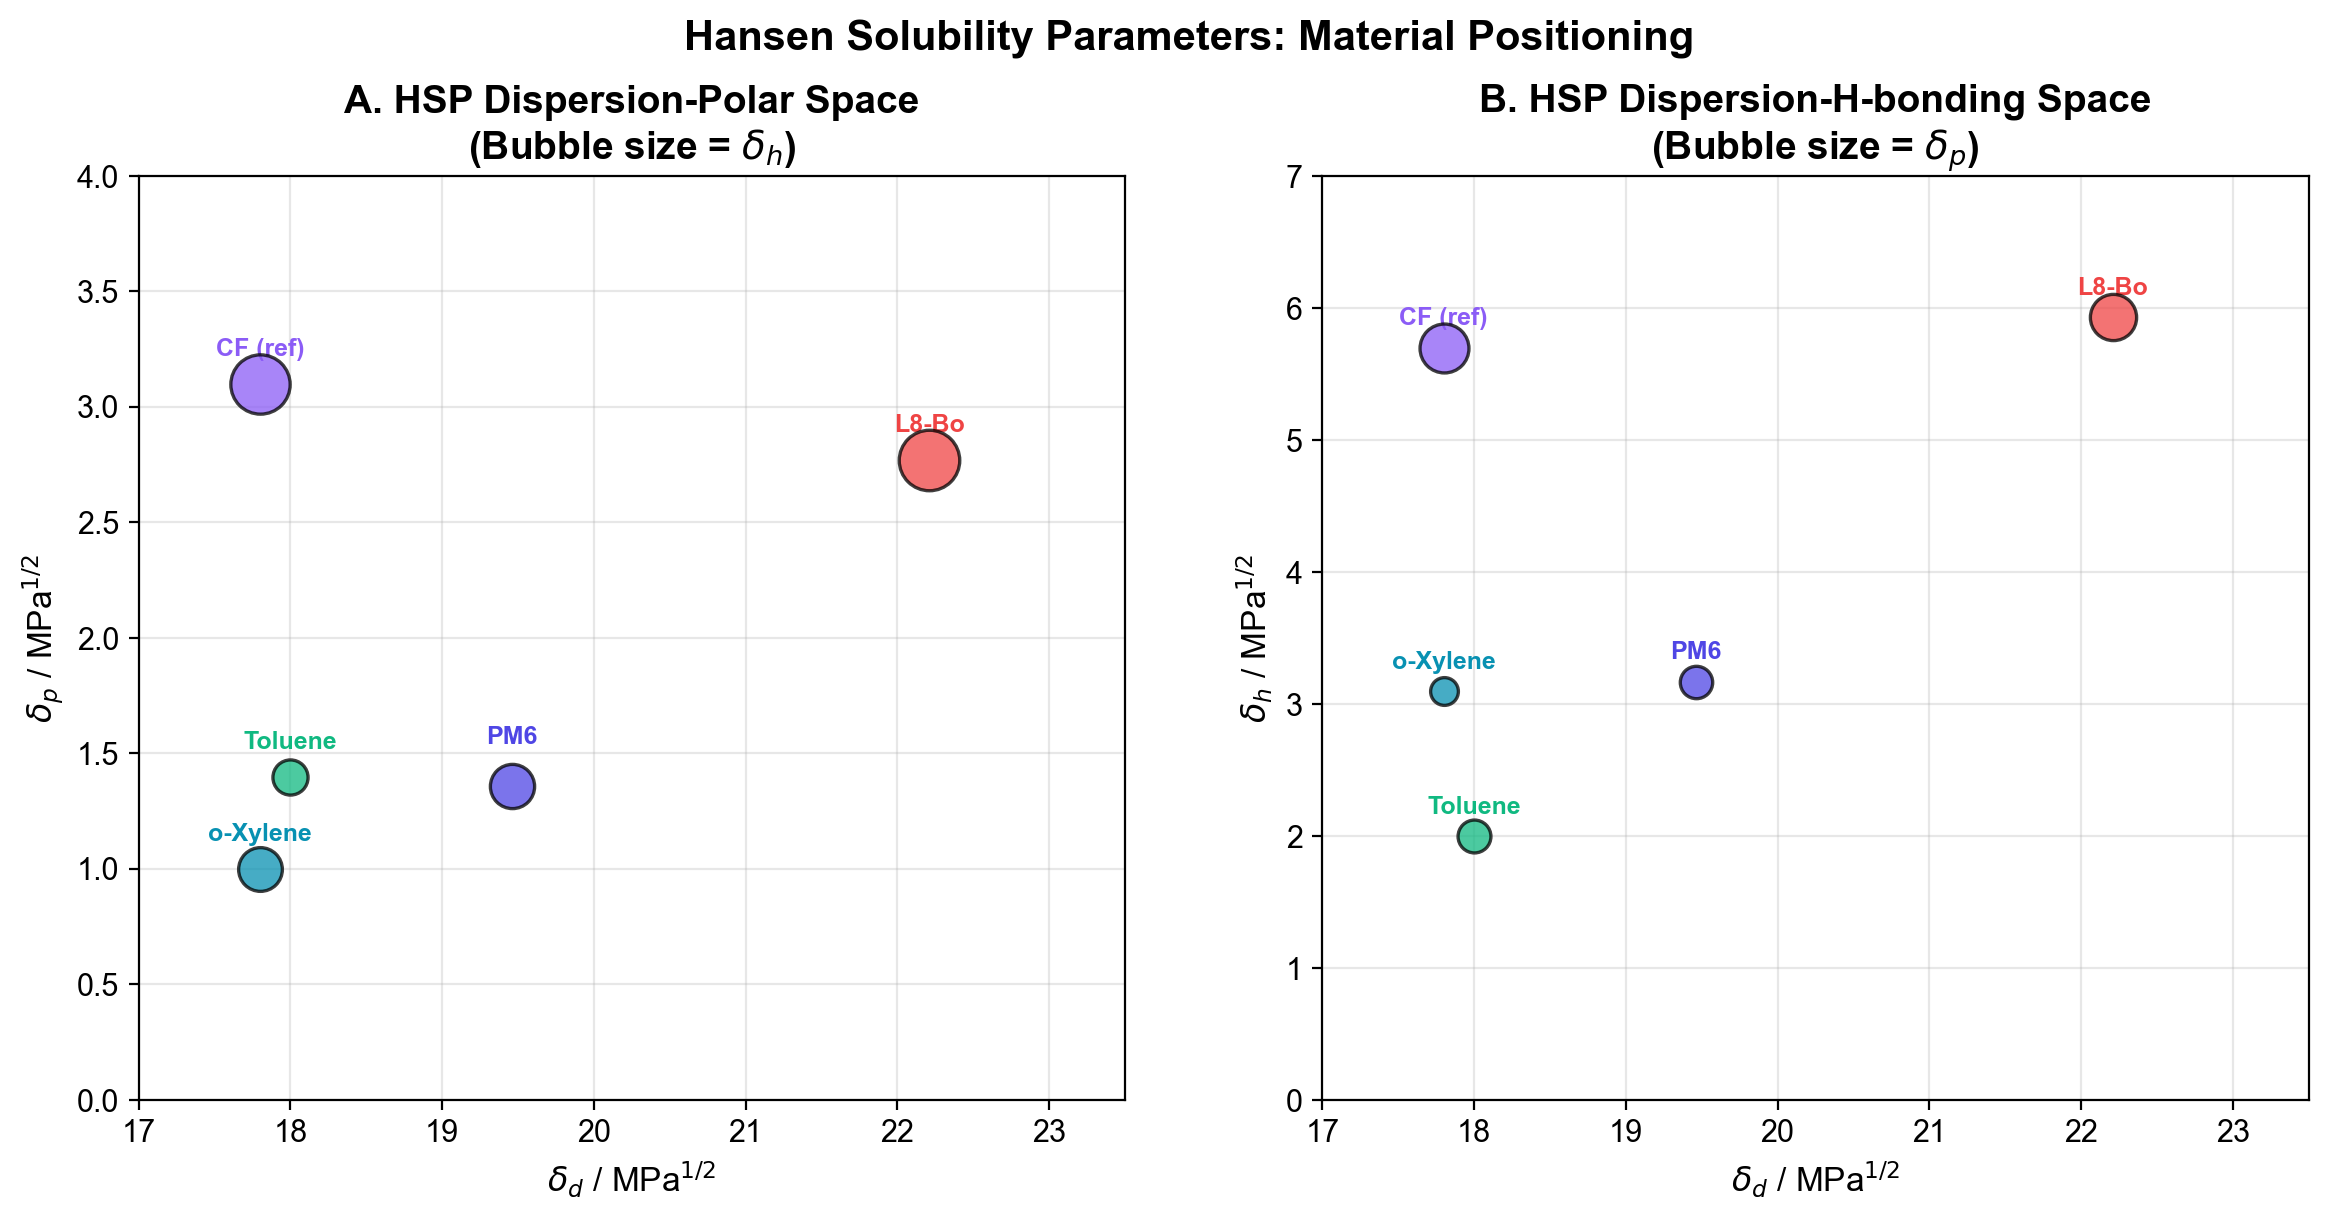 Hansen Solubility Parameters: Material Positioning
A. HSP Dispersion-Polar Space
(Bubble size = δh)
4.0
3.5
3.0
2.5
2.0
1.5
1.0
0.5
0.0
δp / MPa1/2
CF (ref)
L8-Bo
Toluene
PM6
o-Xylene
17 18 19 20 21 22 23
δd / MPa1/2
B. HSP Dispersion-H-bonding Space
(Bubble size = δp)
7
6
5
4
3
2
1
0
δh / MPa1/2
L8-Bo
CF (ref)
PM6
o-Xylene
Toluene
17 18 19 20 21 22 23
δd / MPa1/2